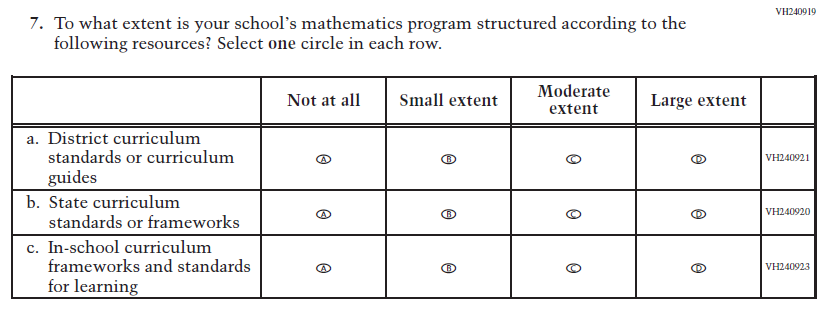 VH240919
7. To what extent is your school's mathematics program structured according to the
following resources? Select one circle in each row.
Not at all Small extent Moderate extent Large extent
a. District curriculum
standards or curriculum
guides
A B C D VH240921
b. State curriculum
standards or frameworks
A B C D VH240920
c. In-school curriculum
frameworks and standards
for learning
A B C D VH240923